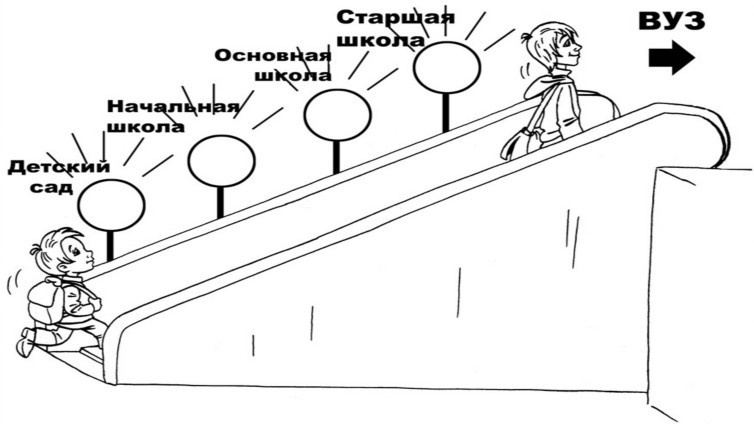 Детский
сад
Начальная
школа
Основная
школа
Старшая
школа
ВУЗ